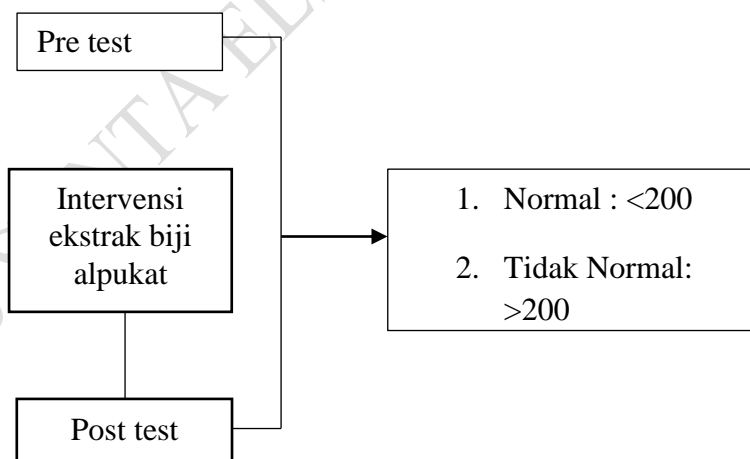 Pre test
Intervensi
ekstrak biji
alpukat
Post test
1. Normal : <200
2. Tidak Normal:
>200